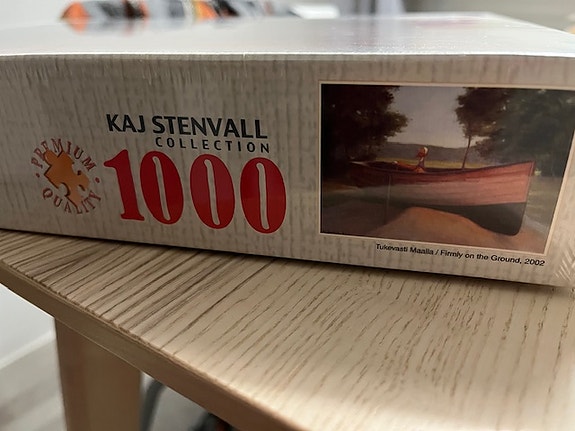 KAJ STENVALL
COLLECTION
PREMIUM
QUALITY
1000
Tukevasti Maalla / Firmly on the Ground, 2002